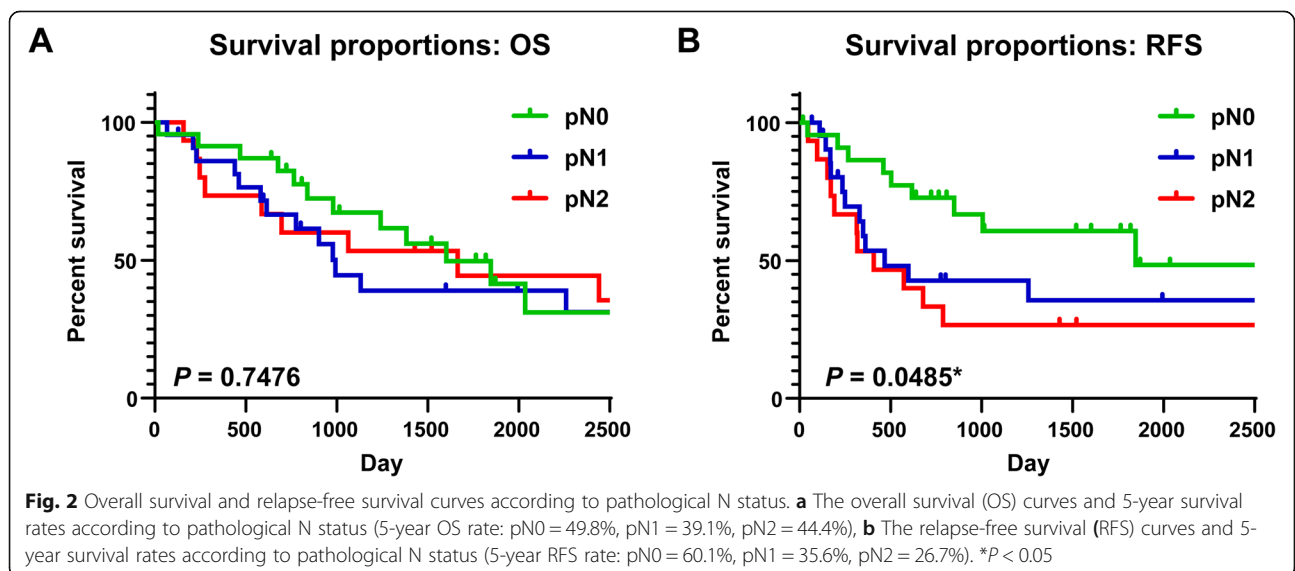 A
Survival proportions: OS
Percent survival
100
50
0
pN0
pN1
pN2
P = 0.7476
0 500 1000 1500 2000 2500
Day
B
Survival proportions: RFS
Percent survival
100
50
0
pN0
pN1
pN2
P = 0.0485*
0 500 1000 1500 2000 2500
Day
Fig. 2 Overall survival and relapse-free survival curves according to pathological N status. a The overall survival (OS) curves and 5-year survival
rates according to pathological N status (5-year OS rate: pN0 = 49.8%, pN1 = 39.1%, pN2 = 44.4%), b The relapse-free survival (RFS) curves and 5-
year survival rates according to pathological N status (5-year RFS rate: pN0 = 60.1%, pN1 = 35.6%, pN2 = 26.7%). *P < 0.05